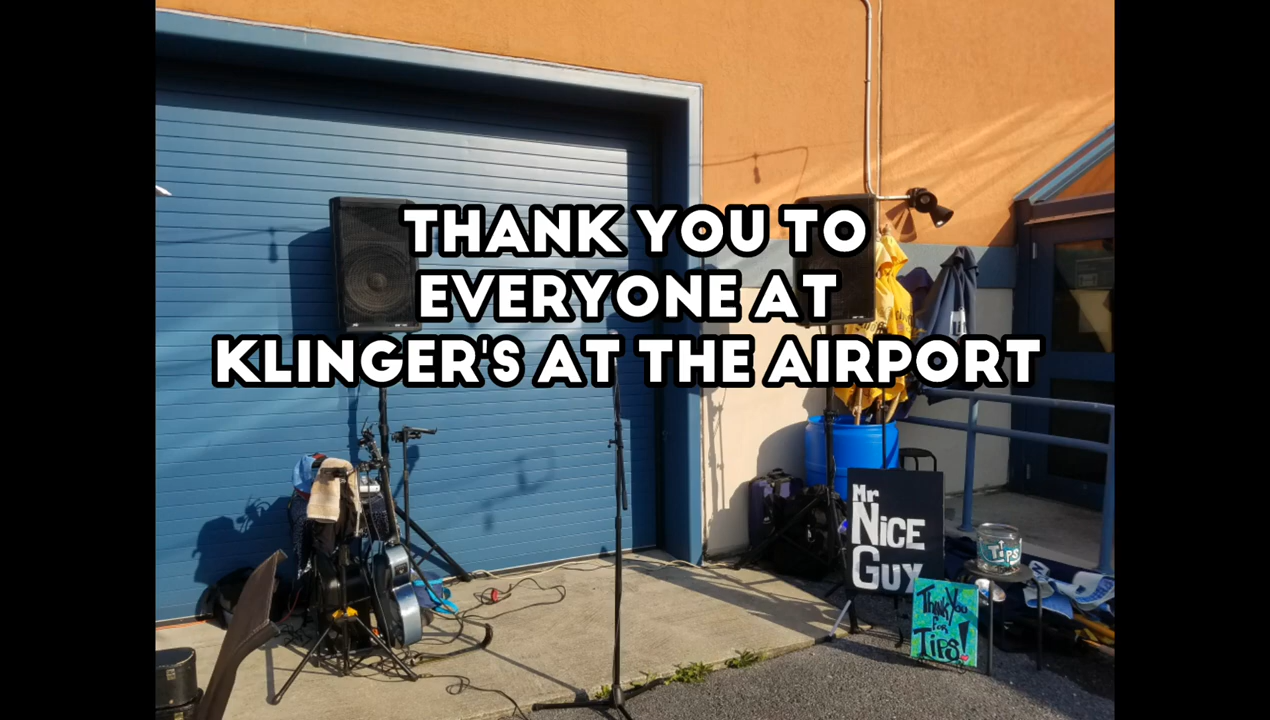 THANK YOU TO
EVERYONE AT
KLINGER'S AT THE AIRPORT
Mr
NiCE
GUY
TiPS
THANK YOU
FOR
TiPS!